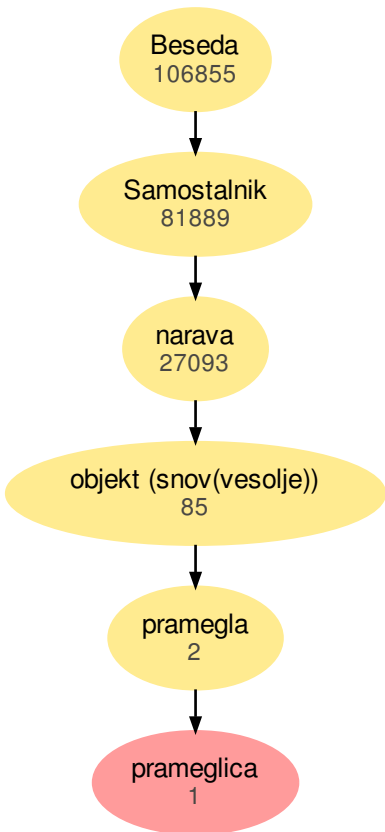 Beseda
106855
Samostalnik
81889
narava
27093
objekt (snov(vesolje))
85
pramegla
2
prameglica
1